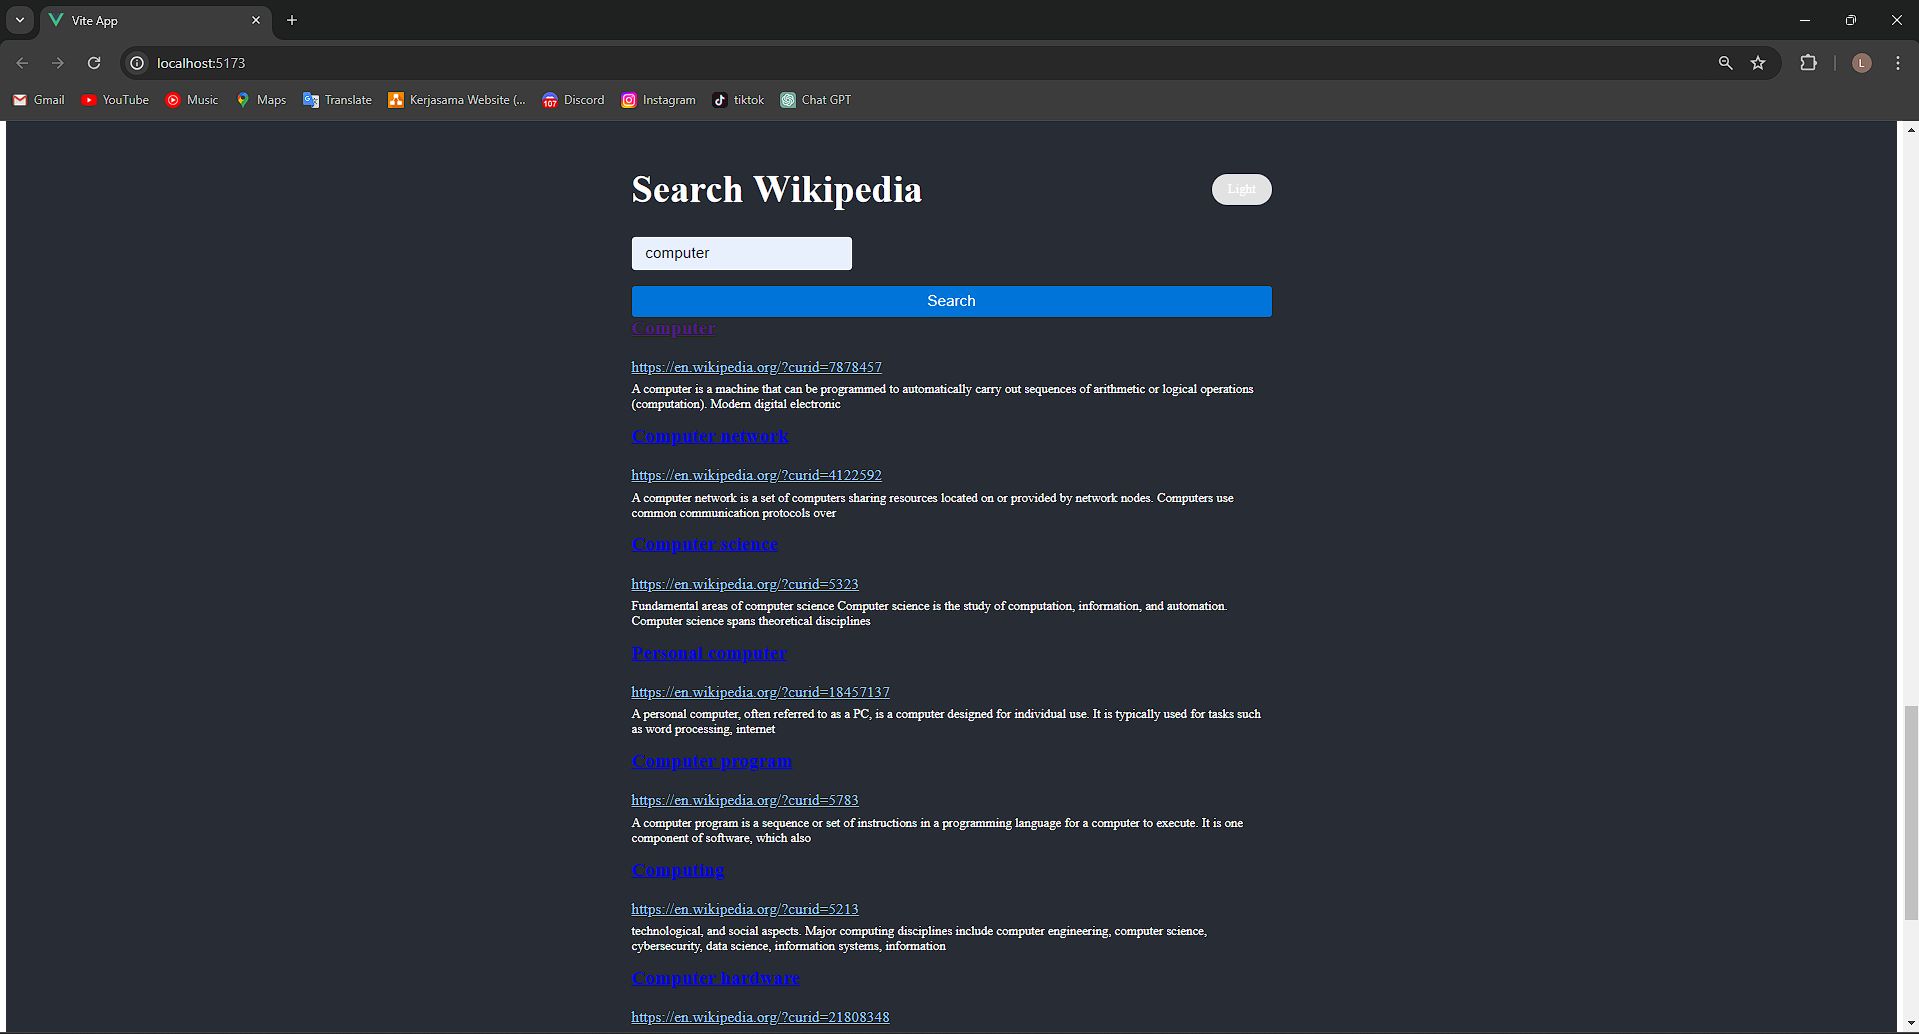 Vite App
localhost:5173
L
Gmail YouTube Music Maps Translate Kerjasama Website (... 107 Discord Instagram tiktok Chat GPT
Search Wikipedia
Light
computer
Search
Computer
https://en.wikipedia.org/?curid=7878457
A computer is a machine that can be programmed to automatically carry out sequences of arithmetic or logical operations
(computation). Modern digital electronic
Computer network
https://en.wikipedia.org/?curid=4122592
A computer network is a set of computers sharing resources located on or provided by network nodes. Computers use
common communication protocols over
Computer science
https://en.wikipedia.org/?curid=5323
Fundamental areas of computer science Computer science is the study of computation, information, and automation.
Computer science spans theoretical disciplines
Personal computer
https://en.wikipedia.org/?curid=18457137
A personal computer, often referred to as a PC, is a computer designed for individual use. It is typically used for tasks such
as word processing, internet
Computer program
https://en.wikipedia.org/?curid=5783
A computer program is a sequence or set of instructions in a programming language for a computer to execute. It is one
component of software, which also
Computing
https://en.wikipedia.org/?curid=5213
technological, and social aspects. Major computing disciplines include computer engineering, computer science,
cybersecurity, data science, information systems, information
Computer hardware
https://en.wikipedia.org/?curid=21808348